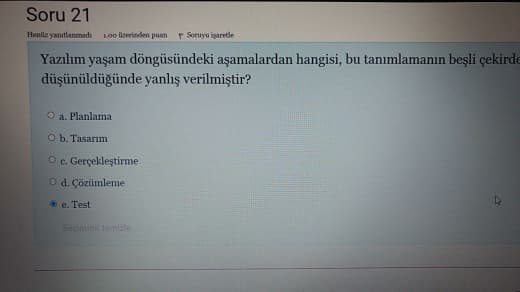 Soru 21
Henüz yanıtlanmadı 1,00 üzerinden puan Soruyu işaretle
Yazılım yaşam döngüsündeki aşamalardan hangisi, bu tanımlamanın beşli çekirde
düşünüldüğünde yanlış verilmiştir?
a. Planlama
b. Tasarım
c. Gerçekleştirme
d. Çözümleme
e. Test
Seçimimi temizle